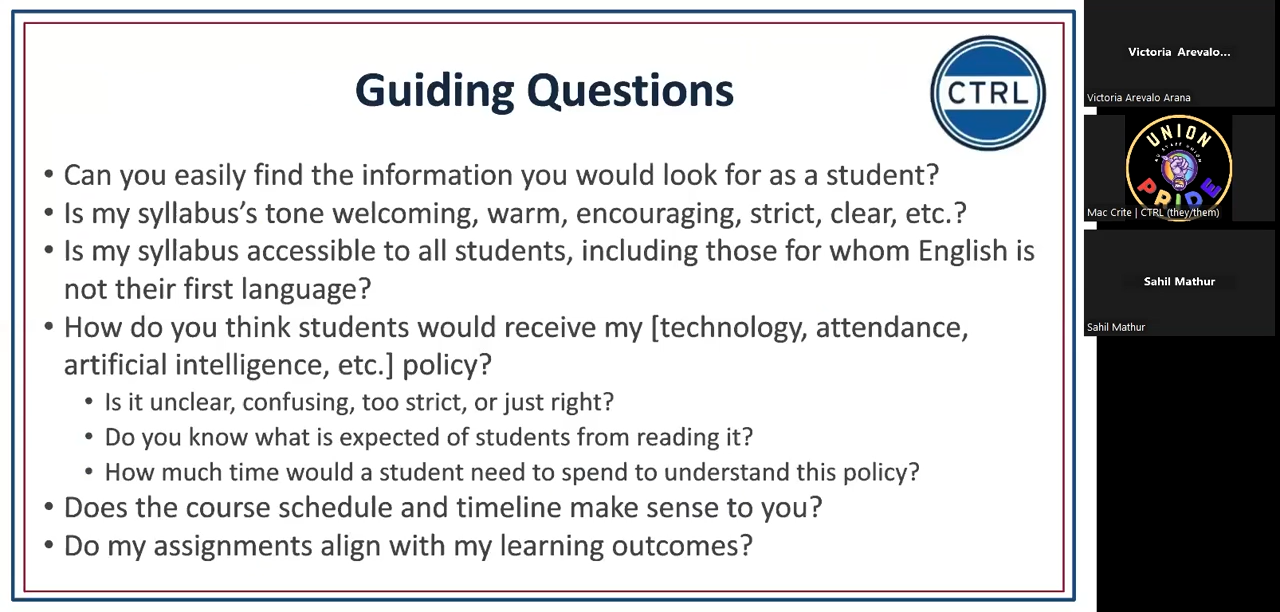 Guiding Questions
CTRL
• Can you easily find the information you would look for as a student?
• Is my syllabus's tone welcoming, warm, encouraging, strict, clear, etc.?
• Is my syllabus accessible to all students, including those for whom English is
not their first language?
• How do you think students would receive my [technology, attendance,
artificial intelligence, etc.] policy?
• Is it unclear, confusing, too strict, or just right?
• Do you know what is expected of students from reading it?
• How much time would a student need to spend to understand this policy?
• Does the course schedule and timeline make sense to you?
• Do my assignments align with my learning outcomes?
Victoria Arevalo...
Victoria Arevalo Arana
UNION
PRIDE
Mac Crite | CTRL (they/them)
Sahil Mathur
Sahil Mathur